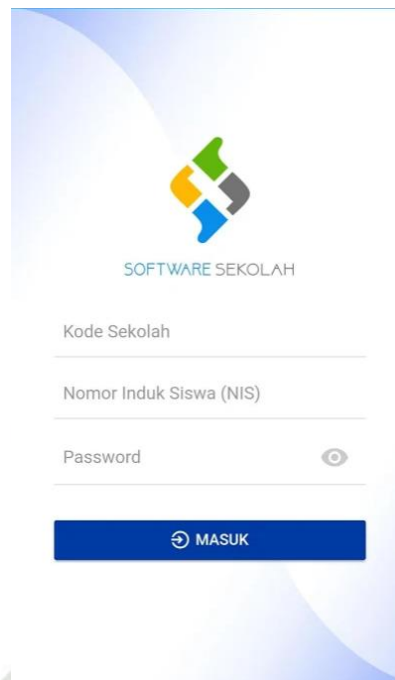 SOFTWARE SEKOLAH
Kode Sekolah
Nomor Induk Siswa (NIS)
Password
MASUK